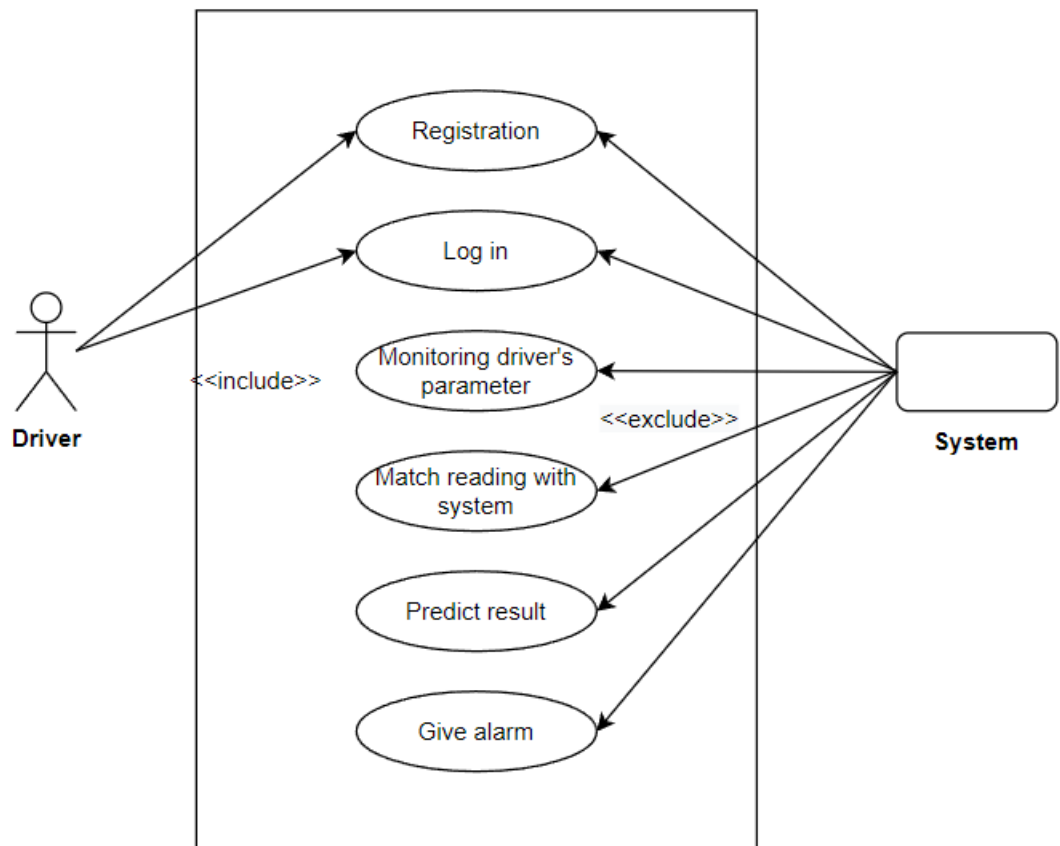 Registration
Log in
Monitoring driver's
parameter
<<include>>
<<exclude>>
Driver
System
Match reading with
system
Predict result
Give alarm